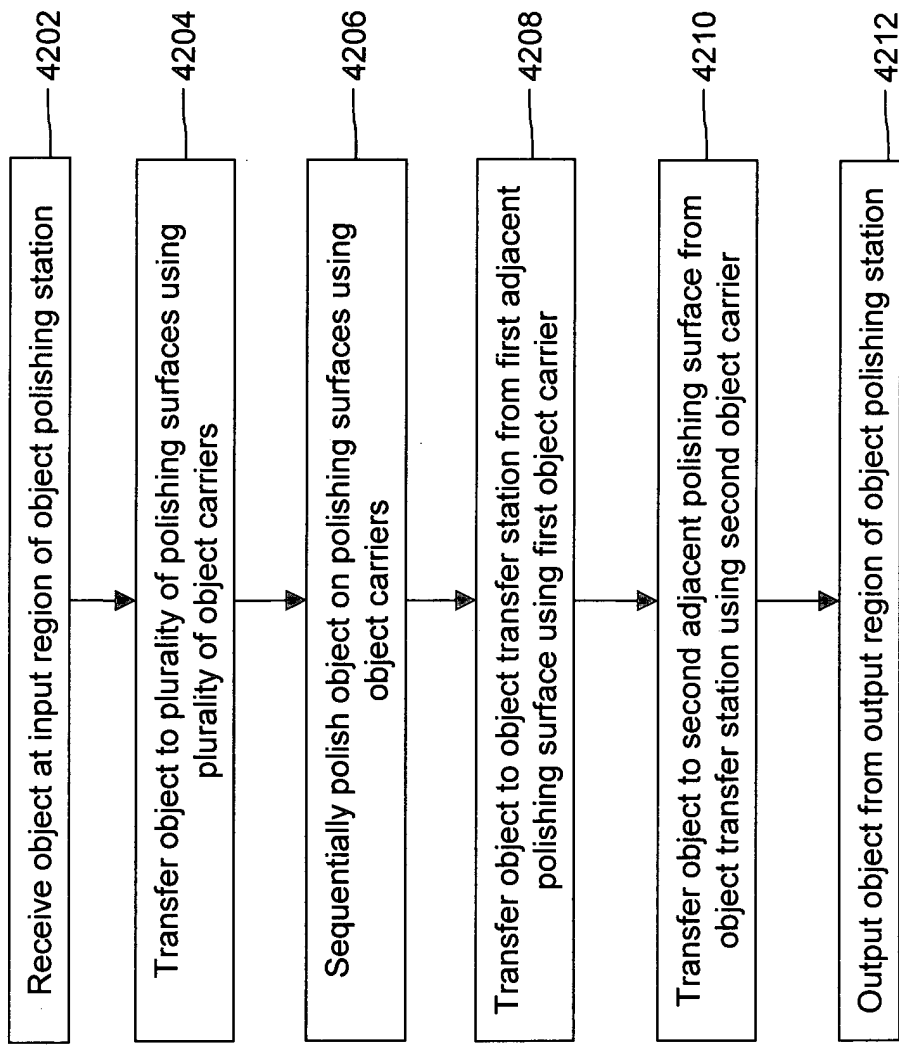 Receive object at input region of object polishing station
4202
Transfer object to plurality of polishing surfaces using
plurality of object carriers
4204
Sequentially polish object on polishing surfaces using
object carriers
4206
Transfer object to object transfer station from first adjacent
polishing surface using first object carrier
4208
Transfer object to second adjacent polishing surface from
object transfer station using second object carrier
4210
Output object from output region of object polishing station
4212